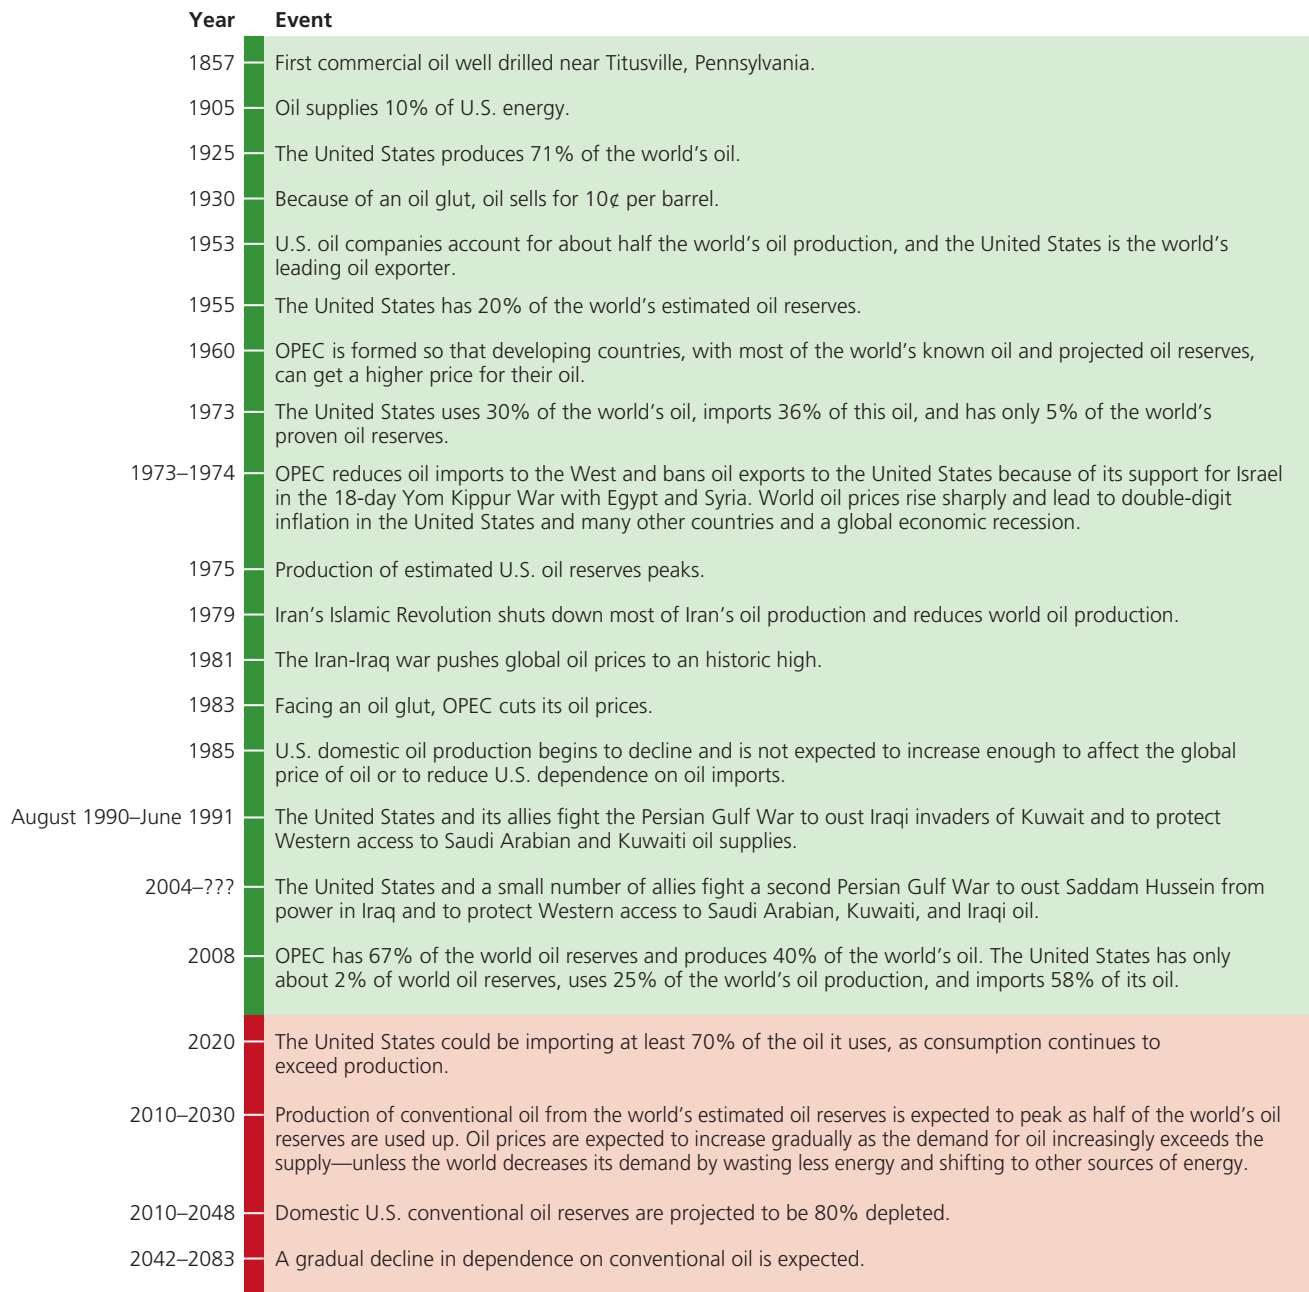 Year Event
1857 First commercial oil well drilled near Titusville, Pennsylvania.
1905 Oil supplies 10% of U.S. energy.
1925 The United States produces 71% of the world's oil.
1930 Because of an oil glut, oil sells for 10¢ per barrel.
1953 U.S. oil companies account for about half the world's oil production, and the United States is the world's
leading oil exporter.
1955 The United States has 20% of the world's estimated oil reserves.
1960 OPEC is formed so that developing countries, with most of the world's known oil and projected oil reserves,
can get a higher price for their oil.
1973 The United States uses 30% of the world's oil, imports 36% of this oil, and has only 5% of the world's
proven oil reserves.
1973–1974 OPEC reduces oil imports to the West and bans oil exports to the United States because of its support for Israel
in the 18-day Yom Kippur War with Egypt and Syria. World oil prices rise sharply and lead to double-digit
inflation in the United States and many other countries and a global economic recession.
1975 Production of estimated U.S. oil reserves peaks.
1979 Iran's Islamic Revolution shuts down most of Iran's oil production and reduces world oil production.
1981 The Iran-Iraq war pushes global oil prices to an historic high.
1983 Facing an oil glut, OPEC cuts its oil prices.
1985 U.S. domestic oil production begins to decline and is not expected to increase enough to affect the global
price of oil or to reduce U.S. dependence on oil imports.
August 1990–June 1991 The United States and its allies fight the Persian Gulf War to oust Iraqi invaders of Kuwait and to protect
Western access to Saudi Arabian and Kuwaiti oil supplies.
2004–??? The United States and a small number of allies fight a second Persian Gulf War to oust Saddam Hussein from
power in Iraq and to protect Western access to Saudi Arabian, Kuwaiti, and Iraqi oil.
2008 OPEC has 67% of the world oil reserves and produces 40% of the world's oil. The United States has only
about 2% of world oil reserves, uses 25% of the world's oil production, and imports 58% of its oil.
2020 The United States could be importing at least 70% of the oil it uses, as consumption continues to
exceed production.
2010–2030 Production of conventional oil from the world's estimated oil reserves is expected to peak as half of the world's oil
reserves are used up. Oil prices are expected to increase gradually as the demand for oil increasingly exceeds the
supply—unless the world decreases its demand by wasting less energy and shifting to other sources of energy.
2010–2048 Domestic U.S. conventional oil reserves are projected to be 80% depleted.
2042–2083 A gradual decline in dependence on conventional oil is expected.